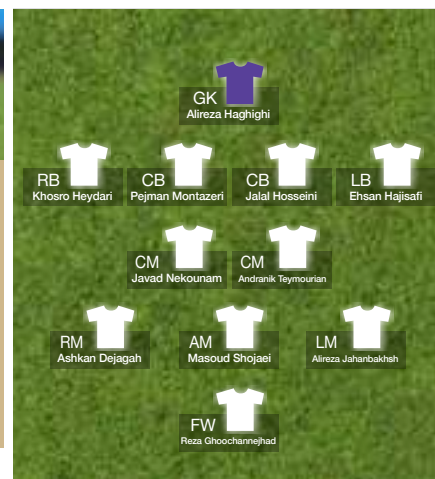 GK
Alireza Haghighi
RB
Khosro Heydari
CB
Pejman Montazeri
CB
Jalal Hosseini
LB
Ehsan Hajisafi
CM
Javad Nekounam
CM
Andranik Teymourian
RM
Ashkan Dejagah
AM
Masoud Shojaei
LM
Alireza Jahanbakhsh
FW
Reza Ghoochannejhad